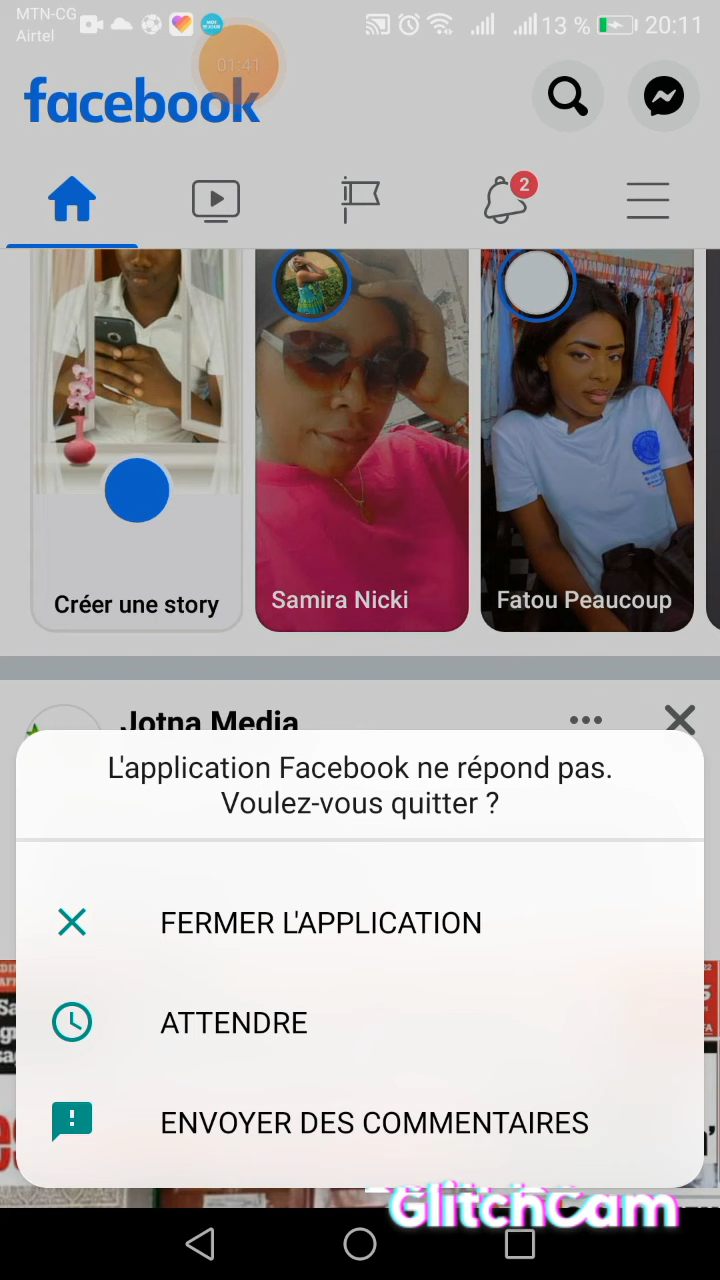 MTN-CG
Airtel
13 % 20:11
01:41
facebook
2
Créer une story
Samira Nicki
Fatou Peaucoup
Jotna Media
L'application Facebook ne répond pas.
Voulez-vous quitter ?
FERMER L'APPLICATION
ATTENDRE
ENVOYER DES COMMENTAIRES
GlitchCam